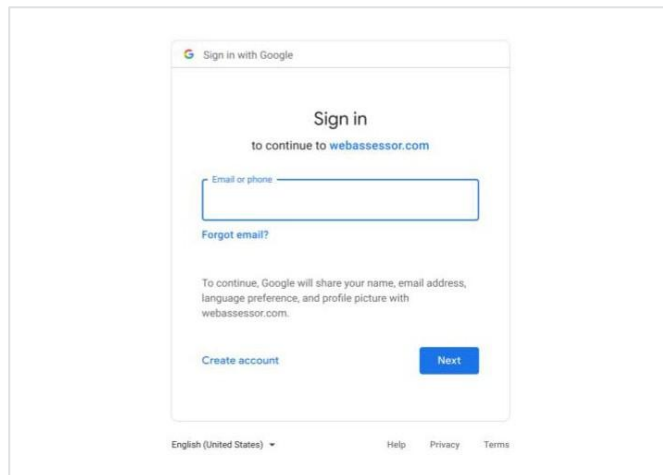 Sign in with Google
Sign in
to continue to webassessor.com
Email or phone
Forgot email?
To continue, Google will share your name, email address,
language preference, and profile picture with
webassessor.com.
Create account
Next
English (United States)
Help Privacy Terms